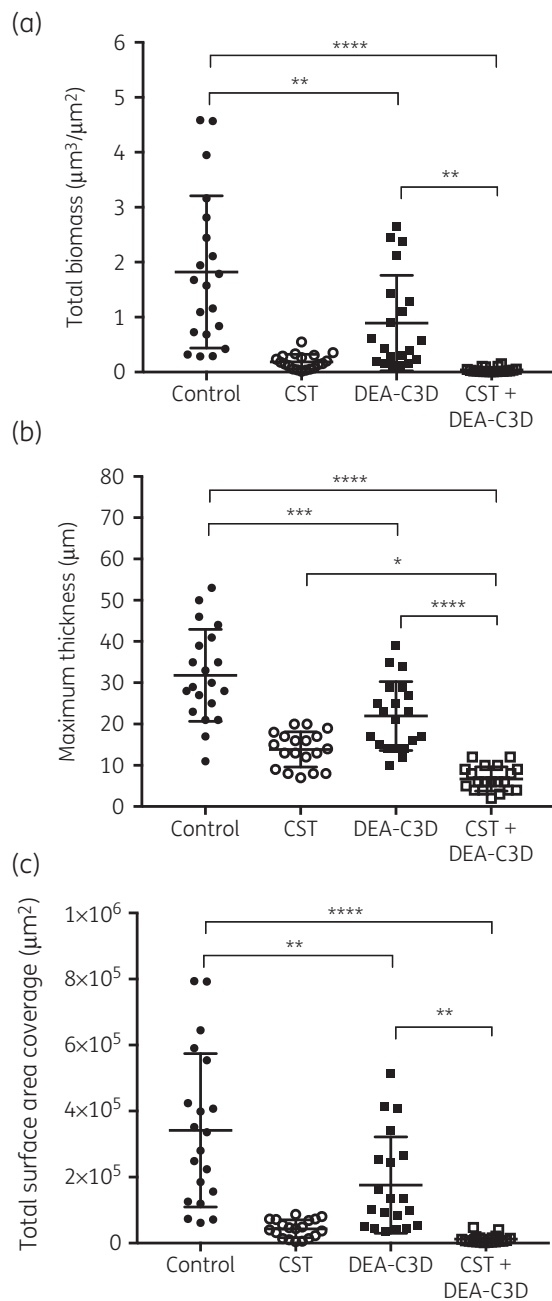 (a)
Total biomass (µm³/µm²)
6
5
4
3
2
1
0
****
**
**
Control
CST
DEA-C3D
CST +
DEA-C3D
(b)
Maximum thickness (µm)
80
70
60
50
40
30
20
10
0
****
***
*
****
Control
CST
DEA-C3D
CST +
DEA-C3D
(c)
Total surface area coverage (µm²)
1×10⁶
8×10⁵
6×10⁵
4×10⁵
2×10⁵
0
****
**
**
Control
CST
DEA-C3D
CST +
DEA-C3D